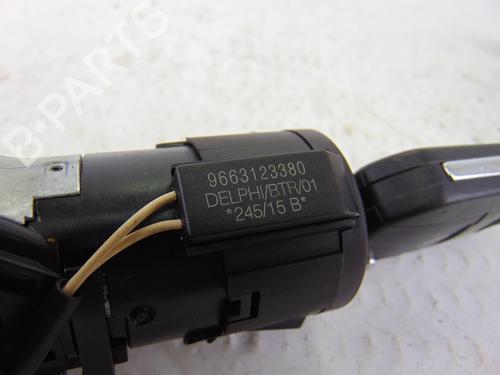 B-PARTS
9663123380
DELPHI/BTR/01
*245/15 B*